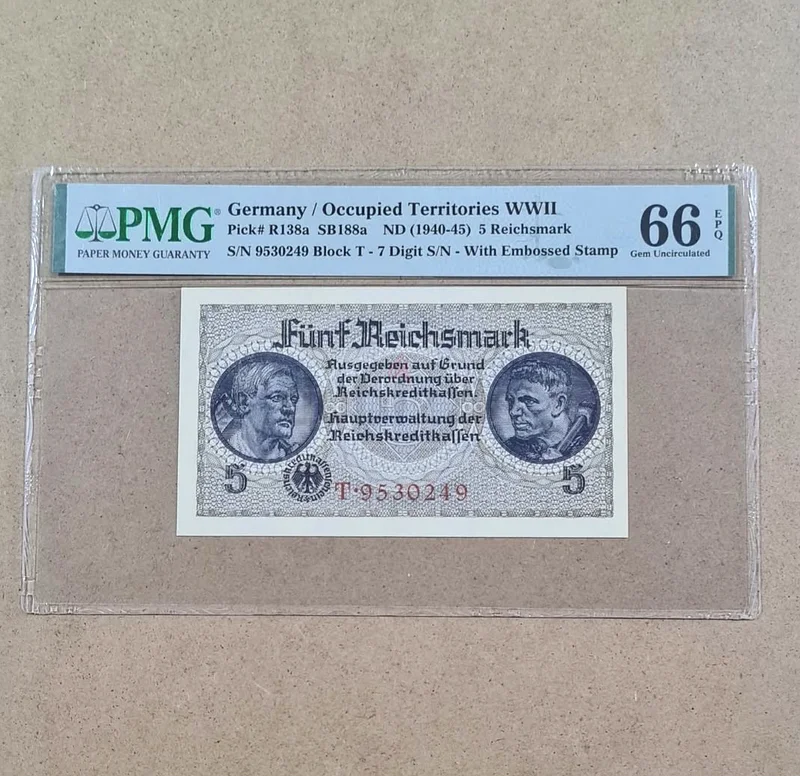 PMG®
PAPER MONEY GUARANTY
Germany / Occupied Territories WWII
Pick# R138a SB188a ND (1940-45) 5 Reichsmark
S/N 9530249 Block T - 7 Digit S/N - With Embossed Stamp
66 EPQ
Gem Uncirculated
Fünf Reichsmark
Ausgegeben auf Grund
der Verordnung über
Reichskreditkassen.
Hauptverwaltung der
Reichskreditkassen
5
T·9530249
5